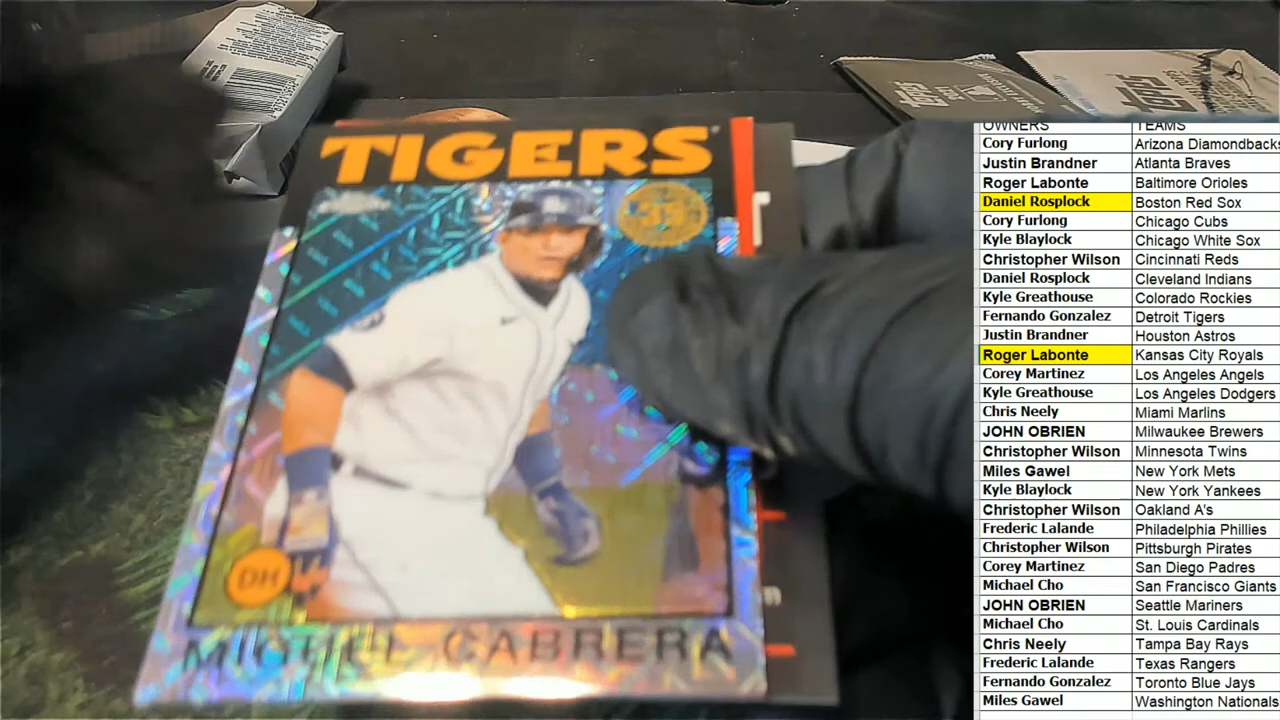 TIGERS
35
DH
MIGUEL CABRERA
topps
topps
2021
OWNERS TEAMS
Cory Furlong Arizona Diamondbacks
Justin Brandner Atlanta Braves
Roger Labonte Baltimore Orioles
Daniel Rosplock Boston Red Sox
Cory Furlong Chicago Cubs
Kyle Blaylock Chicago White Sox
Christopher Wilson Cincinnati Reds
Daniel Rosplock Cleveland Indians
Kyle Greathouse Colorado Rockies
Fernando Gonzalez Detroit Tigers
Justin Brandner Houston Astros
Roger Labonte Kansas City Royals
Corey Martinez Los Angeles Angels
Kyle Greathouse Los Angeles Dodgers
Chris Neely Miami Marlins
JOHN OBRIEN Milwaukee Brewers
Christopher Wilson Minnesota Twins
Miles Gawel New York Mets
Kyle Blaylock New York Yankees
Christopher Wilson Oakland A's
Frederic Lalande Philadelphia Phillies
Christopher Wilson Pittsburgh Pirates
Corey Martinez San Diego Padres
Michael Cho San Francisco Giants
JOHN OBRIEN Seattle Mariners
Michael Cho St. Louis Cardinals
Chris Neely Tampa Bay Rays
Frederic Lalande Texas Rangers
Fernando Gonzalez Toronto Blue Jays
Miles Gawel Washington Nationals